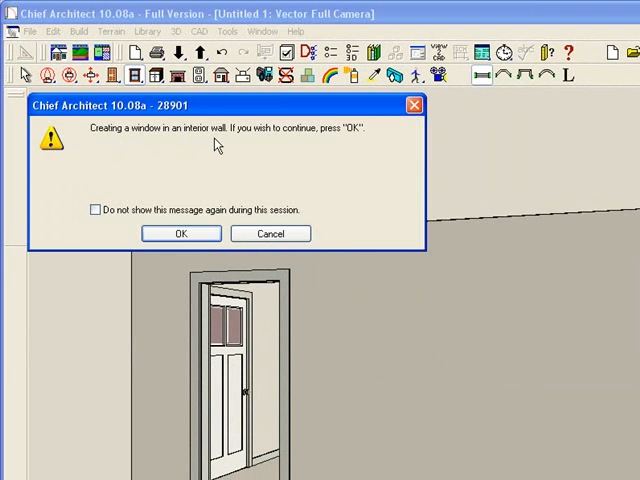 Chief Architect 10.08a - Full Version - [Untitled 1: Vector Full Camera]
File Edit Build Terrain Library 3D CAD Tools Window Help
Chief Architect 10.08a - 28901
Creating a window in an interior wall. If you wish to continue, press "OK".
Do not show this message again during this session.
OK Cancel